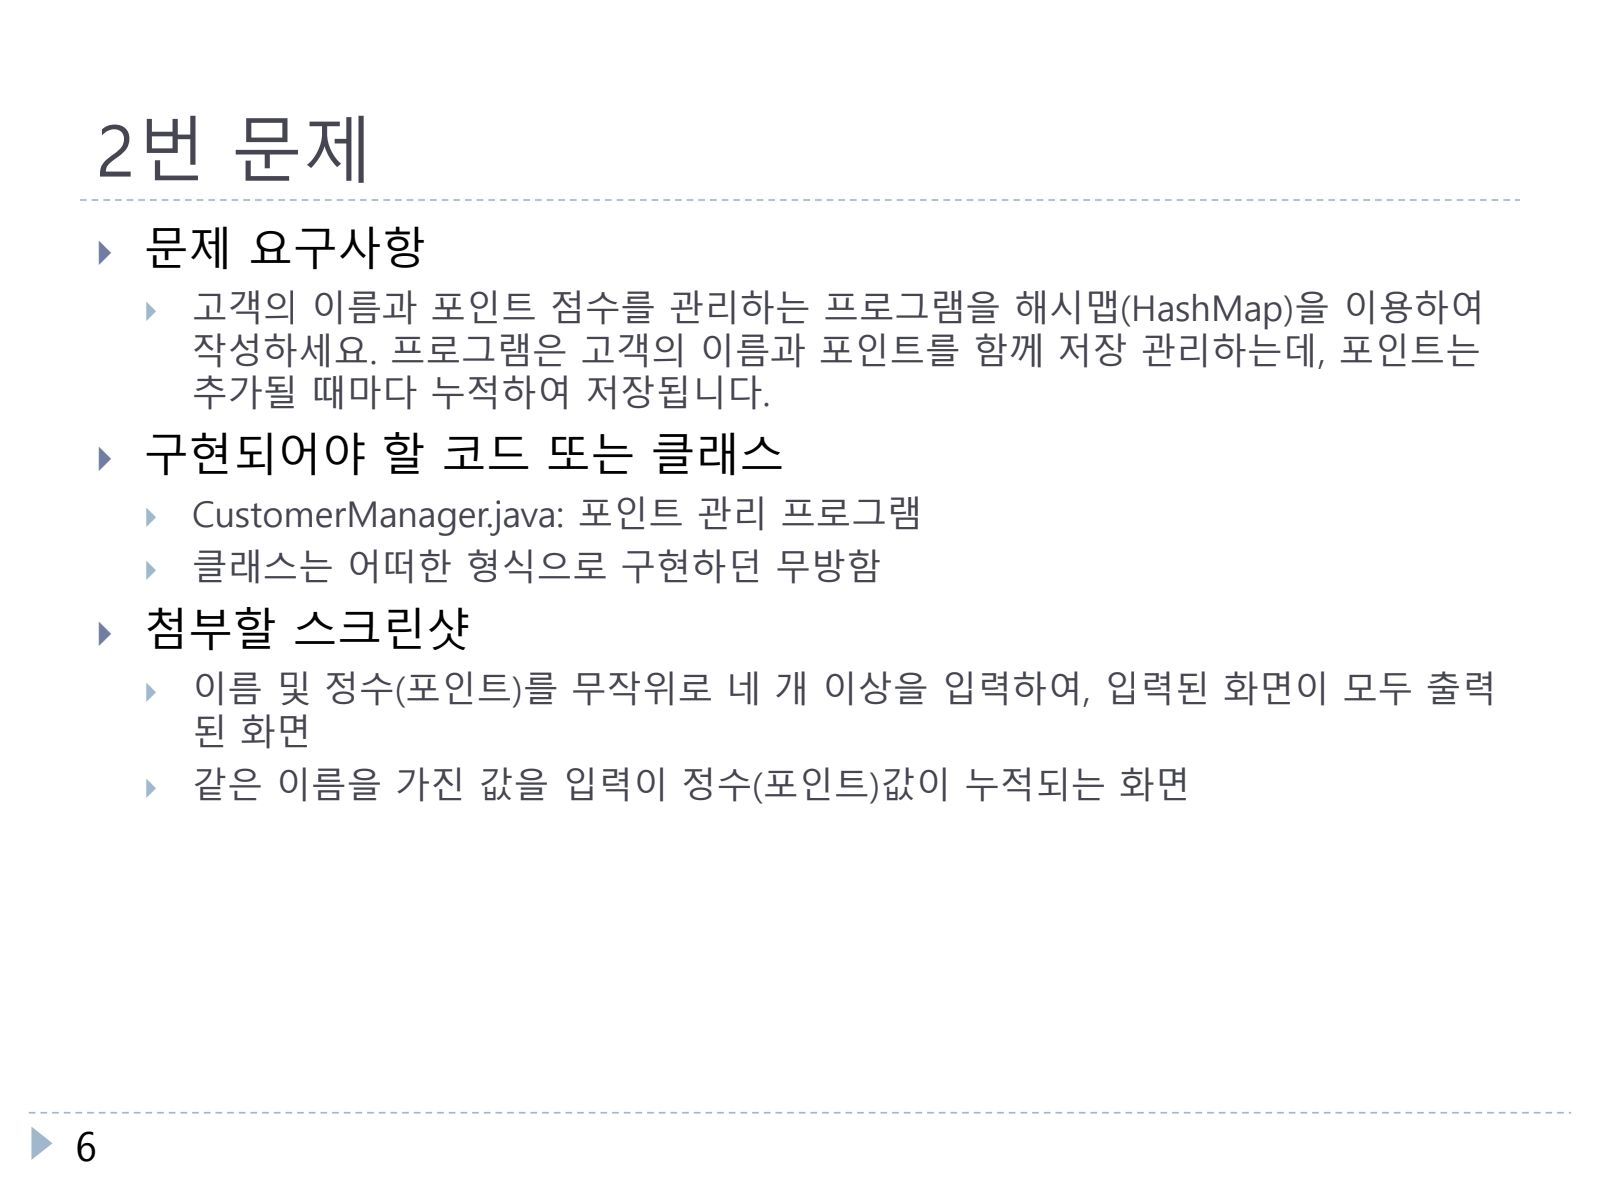 2번 문제
문제 요구사항
고객의 이름과 포인트 점수를 관리하는 프로그램을 해시맵(HashMap)을 이용하여
작성하세요. 프로그램은 고객의 이름과 포인트를 함께 저장 관리하는데, 포인트는
추가될 때마다 누적하여 저장됩니다.
구현되어야 할 코드 또는 클래스
CustomerManager.java: 포인트 관리 프로그램
클래스는 어떠한 형식으로 구현하던 무방함
첨부할 스크린샷
이름 및 정수(포인트)를 무작위로 네 개 이상을 입력하여, 입력된 화면이 모두 출력
된 화면
같은 이름을 가진 값을 입력이 정수(포인트)값이 누적되는 화면
6